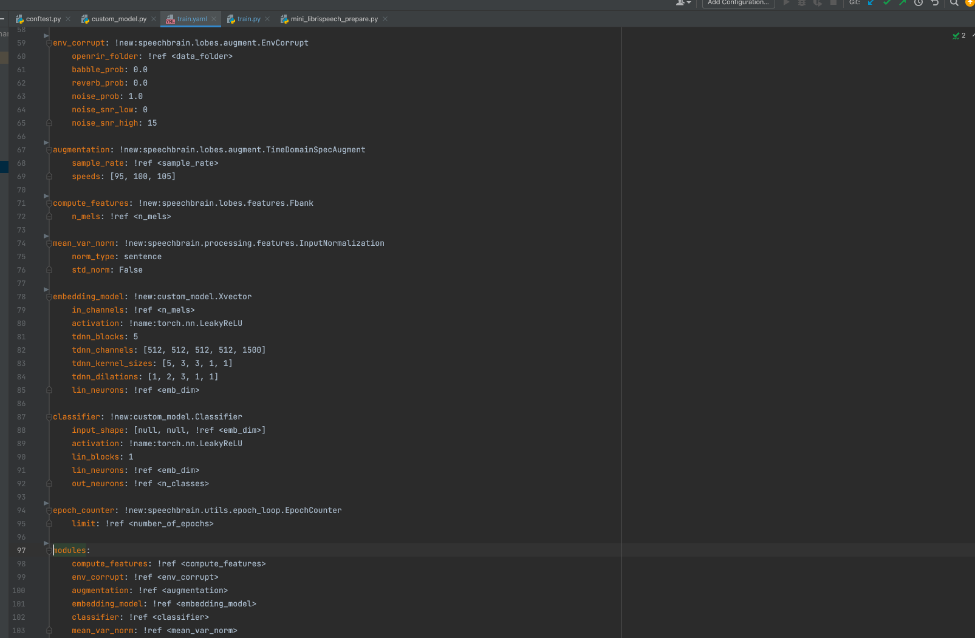 Add Configuration...
Git:
conftest.py
custom_model.py
train.yaml
train.py
mini_librispeech_prepare.py
2
58
59 env_corrupt: !new:speechbrain.lobes.augment.EnvCorrupt
60 openrir_folder: !ref <data_folder>
61 babble_prob: 0.0
62 reverb_prob: 0.0
63 noise_prob: 1.0
64 noise_snr_low: 0
65 noise_snr_high: 15
66
67 augmentation: !new:speechbrain.lobes.augment.TimeDomainSpecAugment
68 sample_rate: !ref <sample_rate>
69 speeds: [95, 100, 105]
70
71 compute_features: !new:speechbrain.lobes.features.Fbank
72 n_mels: !ref <n_mels>
73
74 mean_var_norm: !new:speechbrain.processing.features.InputNormalization
75 norm_type: sentence
76 std_norm: False
77
78 embedding_model: !new:custom_model.Xvector
79 in_channels: !ref <n_mels>
80 activation: !name:torch.nn.LeakyReLU
81 tdnn_blocks: 5
82 tdnn_channels: [512, 512, 512, 512, 1500]
83 tdnn_kernel_sizes: [5, 3, 3, 1, 1]
84 tdnn_dilations: [1, 2, 3, 1, 1]
85 lin_neurons: !ref <emb_dim>
86
87 classifier: !new:custom_model.Classifier
88 input_shape: [null, null, !ref <emb_dim>]
89 activation: !name:torch.nn.LeakyReLU
90 lin_blocks: 1
91 lin_neurons: !ref <emb_dim>
92 out_neurons: !ref <n_classes>
93
94 epoch_counter: !new:speechbrain.utils.epoch_loop.EpochCounter
95 limit: !ref <number_of_epochs>
96
97 modules:
98 compute_features: !ref <compute_features>
99 env_corrupt: !ref <env_corrupt>
100 augmentation: !ref <augmentation>
101 embedding_model: !ref <embedding_model>
102 classifier: !ref <classifier>
103 mean_var_norm: !ref <mean_var_norm>